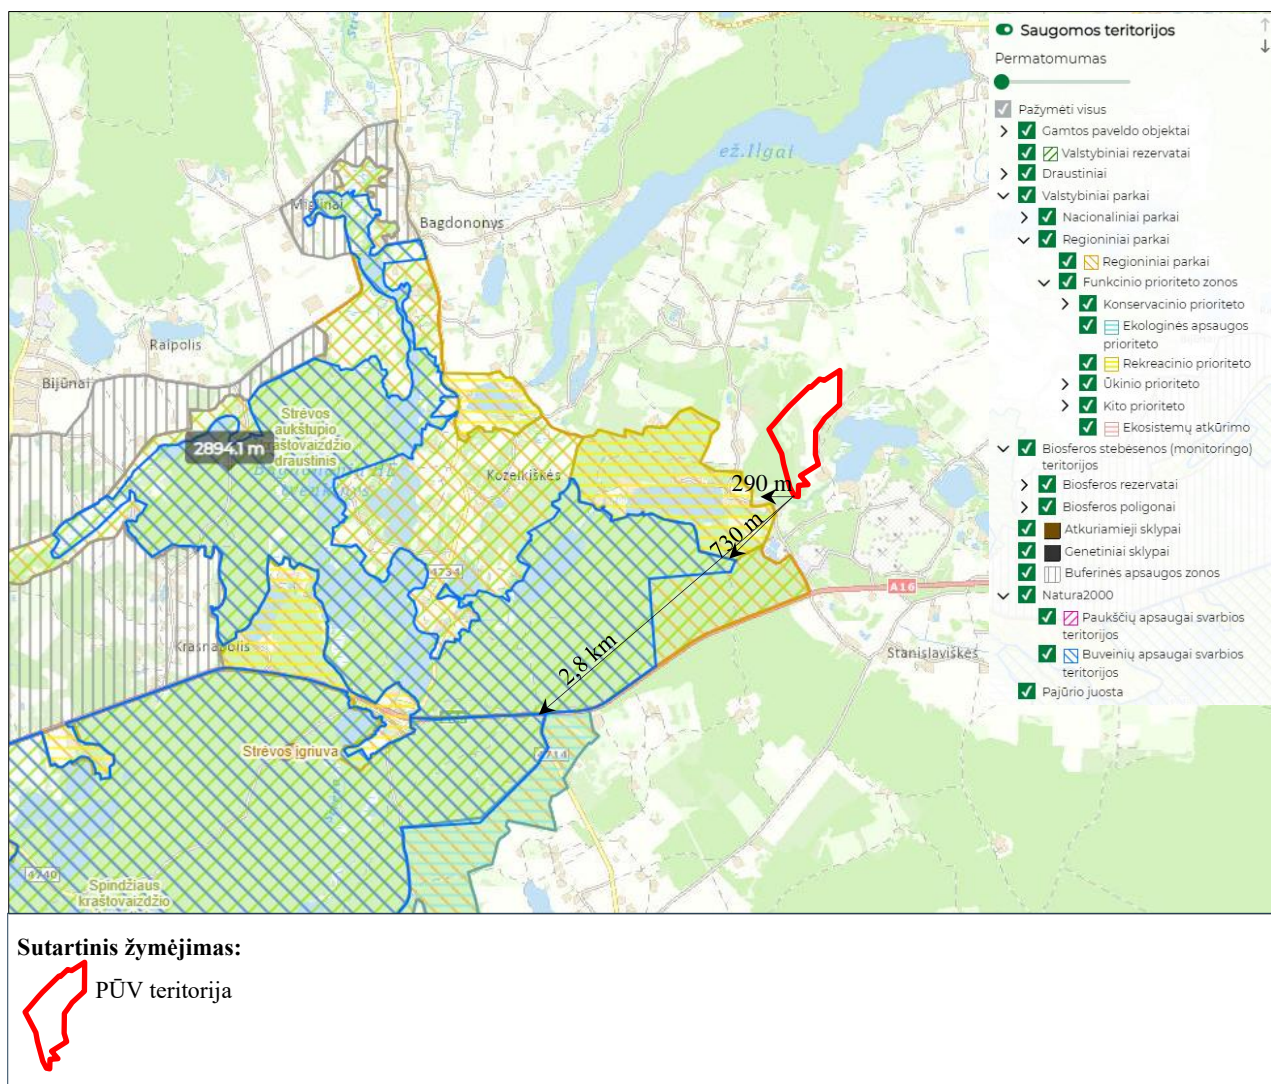 ež.Ilgai
Miglinai
Bagdononys
Raipolis
Bijūnai
Strėvos
aukštupio
kraštovaizdžio
draustinis
2894.1 m
Kozelkiškės
290 m
730 m
4734
A16
2,8 km
Krasnapolis
Stanislaviškės
Strėvos įgriuva
4714
4740
Spindžiaus
kraštovaizdžio
Saugomos teritorijos
Permatomumas
Pažymėti visus
Gamtos paveldo objektai
Valstybiniai rezervatai
Draustiniai
Valstybiniai parkai
Nacionaliniai parkai
Regioniniai parkai
Regioniniai parkai
Funkcinio prioriteto zonos
Konservacinio prioriteto
Ekologinės apsaugos
prioriteto
Rekreacinio prioriteto
Ūkinio prioriteto
Kito prioriteto
Ekosistemų atkūrimo
Biosferos stebėsenos (monitoringo)
teritorijos
Biosferos rezervatai
Biosferos poligonai
Atkuriamieji sklypai
Genetiniai sklypai
Buferinės apsaugos zonos
Natura2000
Paukščių apsaugai svarbios
teritorijos
Buveinių apsaugai svarbios
teritorijos
Pajūrio juosta
Sutartinis žymėjimas:
PŪV teritorija